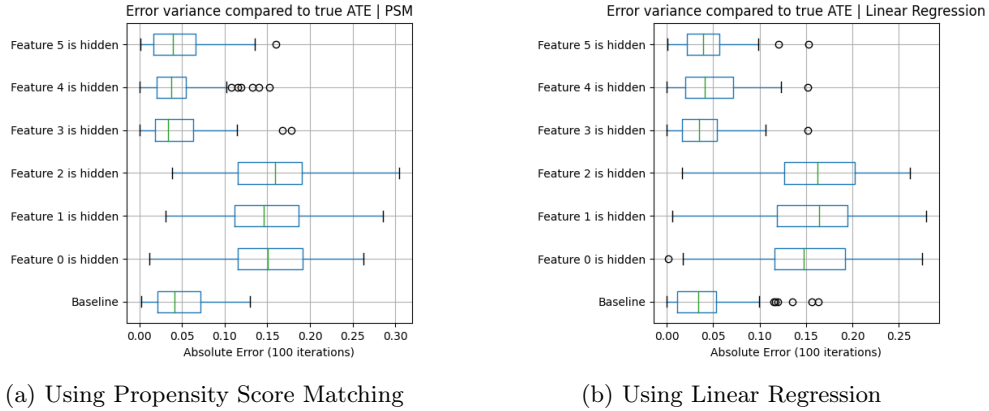 Error variance compared to true ATE | PSM
Feature 5 is hidden
Feature 4 is hidden
Feature 3 is hidden
Feature 2 is hidden
Feature 1 is hidden
Feature 0 is hidden
Baseline
0.00 0.05 0.10 0.15 0.20 0.25 0.30
Absolute Error (100 iterations)
(a) Using Propensity Score Matching
Error variance compared to true ATE | Linear Regression
Feature 5 is hidden
Feature 4 is hidden
Feature 3 is hidden
Feature 2 is hidden
Feature 1 is hidden
Feature 0 is hidden
Baseline
0.00 0.05 0.10 0.15 0.20 0.25
Absolute Error (100 iterations)
(b) Using Linear Regression